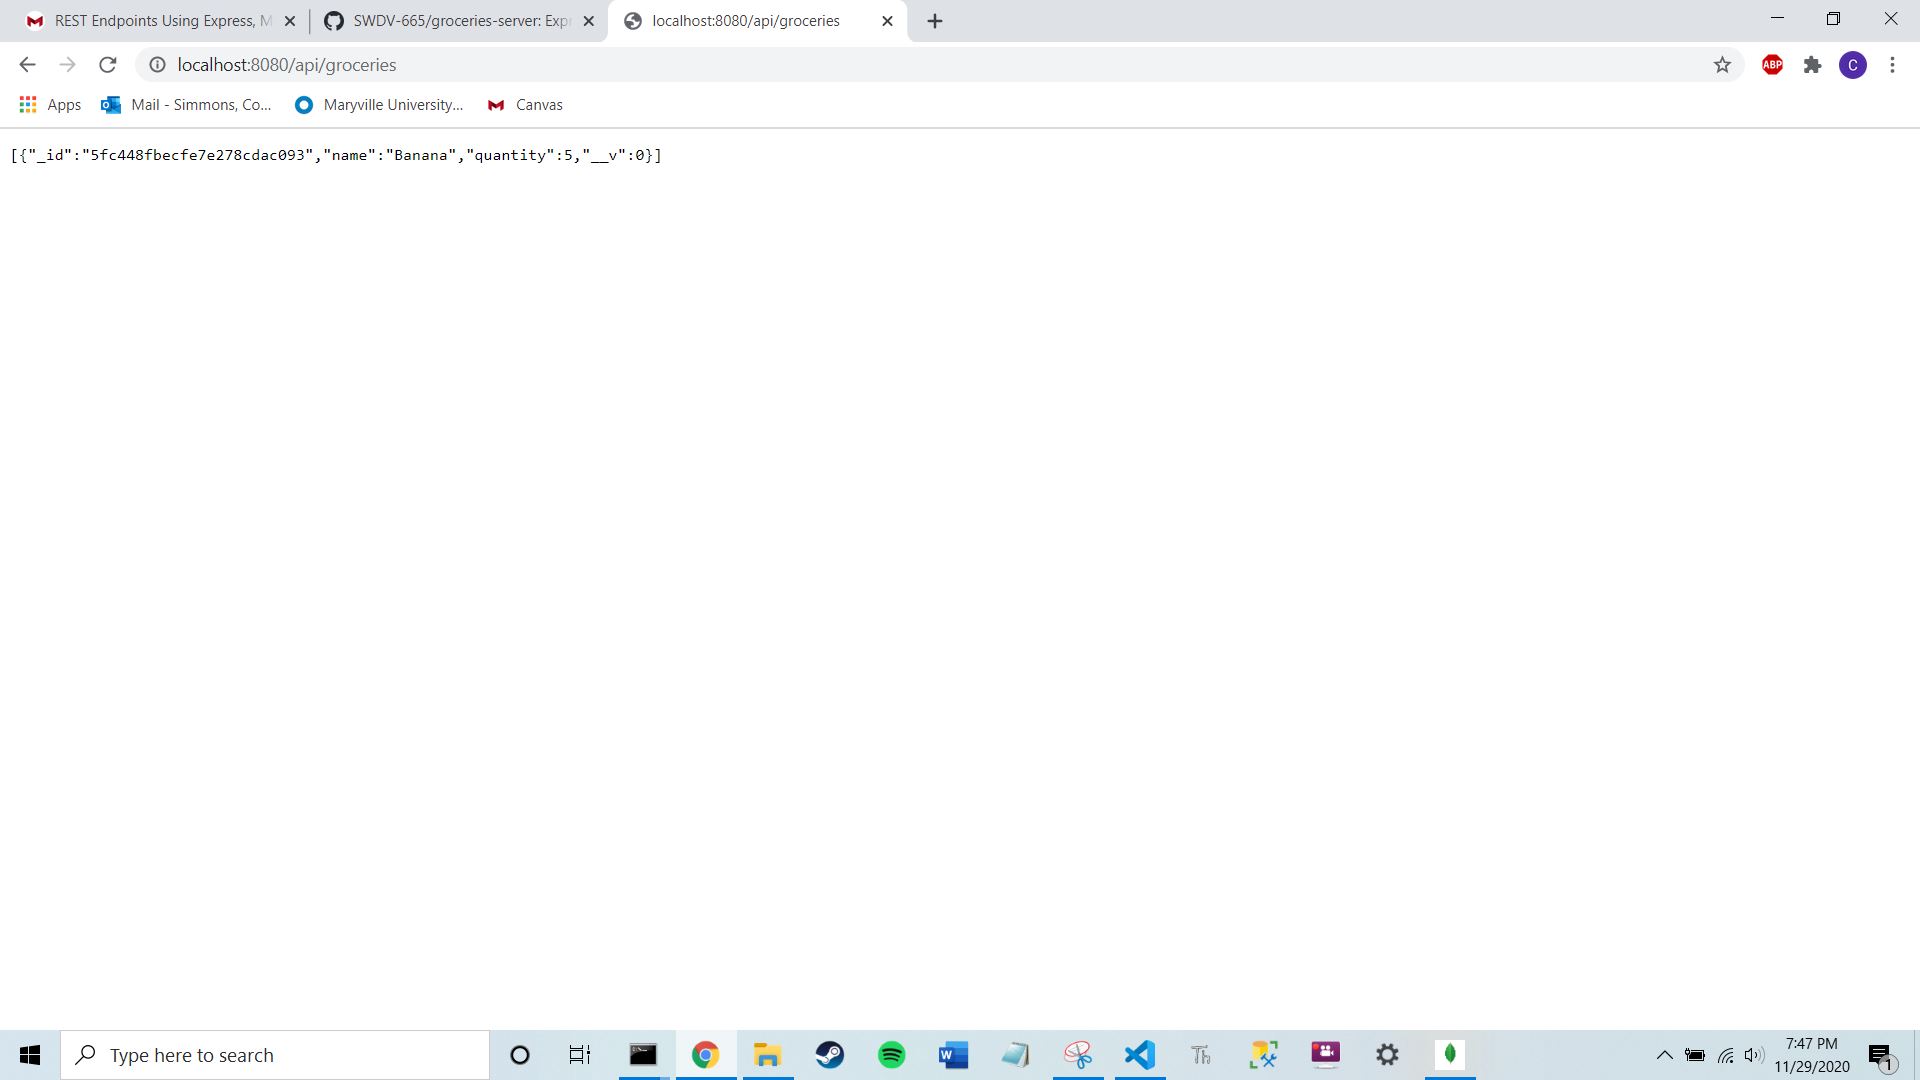 REST Endpoints Using Express, M
SWDV-665/groceries-server: Expr
localhost:8080/api/groceries
localhost:8080/api/groceries
ABP
C
Apps
Mail - Simmons, Co...
Maryville University...
Canvas
[{"_id":"5fc448fbecfe7e278cdac093","name":"Banana","quantity":5,"__v":0}]
Type here to search
Th
7:47 PM
11/29/2020
1